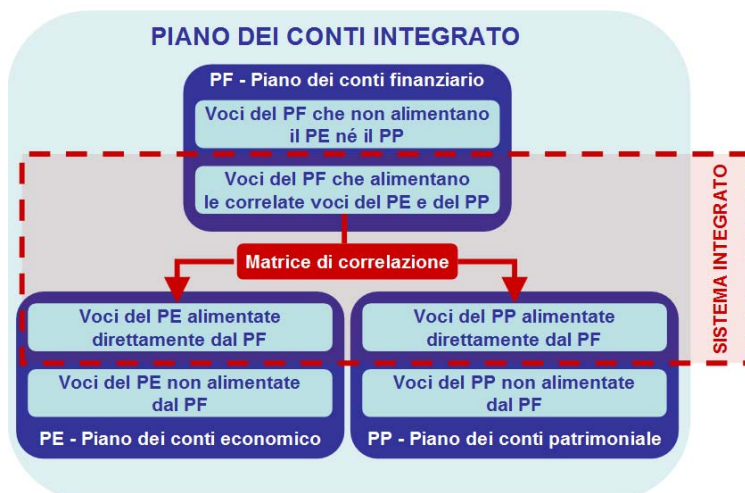 PIANO DEI CONTI INTEGRATO
PF - Piano dei conti finanziario
Voci del PF che non alimentano
il PE né il PP
Voci del PF che alimentano
le correlate voci del PE e del PP
Matrice di correlazione
SISTEMA INTEGRATO
Voci del PE alimentate
direttamente dal PF
Voci del PP alimentate
direttamente dal PF
Voci del PE non alimentate
dal PF
Voci del PP non alimentate
dal PF
PE - Piano dei conti economico
PP - Piano dei conti patrimoniale